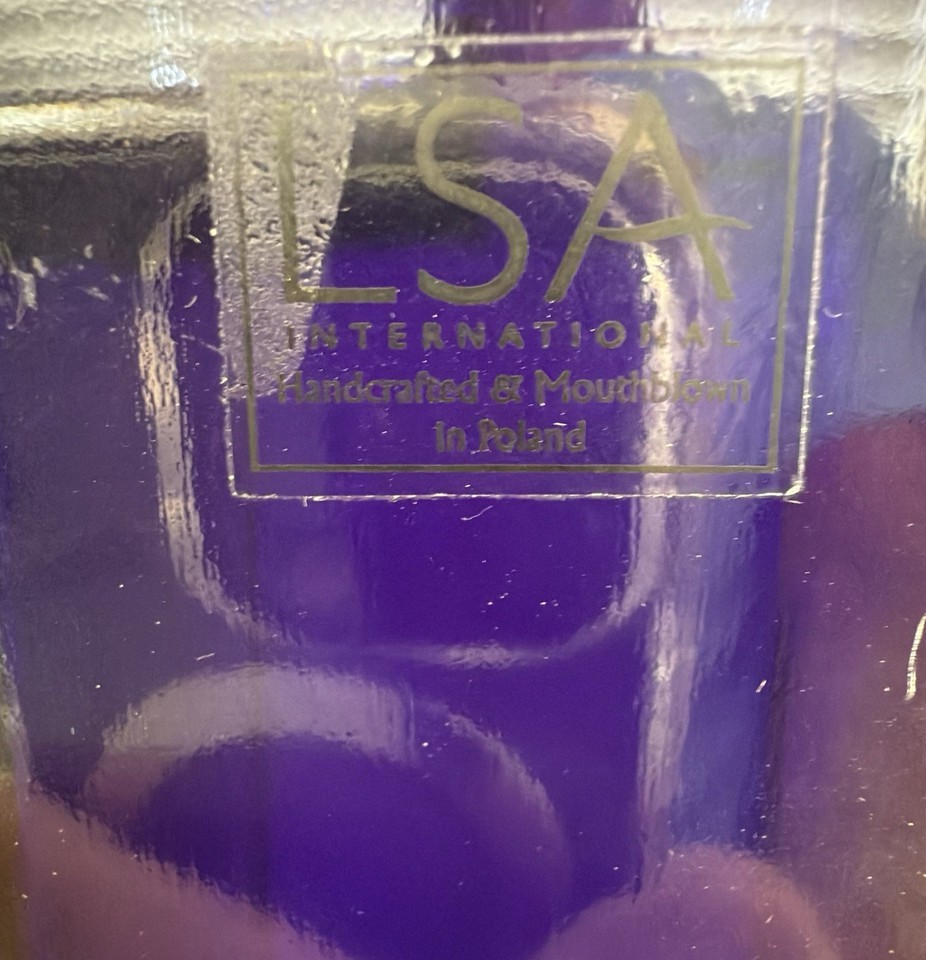 LSA
INTERNATIONAL
Handcrafted & Mouthblown
in Poland